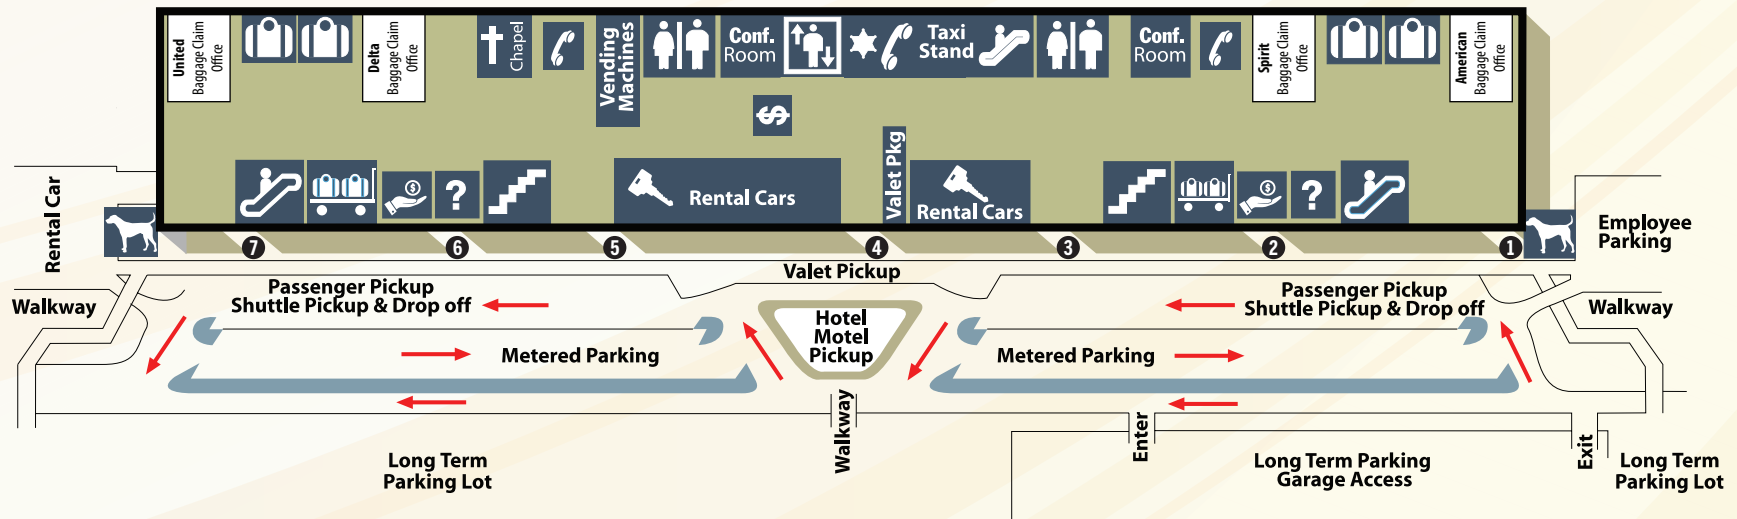 United
Baggage Claim
Office
Delta
Baggage Claim
Office
Chapel
Vending
Machines
Conf.
Room
Taxi
Stand
Conf.
Room
Spirit
Baggage Claim
Office
American
Baggage Claim
Office
$
$
?
Rental Cars
Valet Pkg
Rental Cars
$
?
7
6
5
4
3
2
1
Rental Car
Employee
Parking
Valet Pickup
Walkway
Passenger Pickup
Shuttle Pickup & Drop off
Passenger Pickup
Shuttle Pickup & Drop off
Walkway
Hotel
Motel
Pickup
Metered Parking
Metered Parking
Walkway
Enter
Exit
Long Term
Parking Lot
Long Term Parking
Garage Access
Long Term
Parking Lot